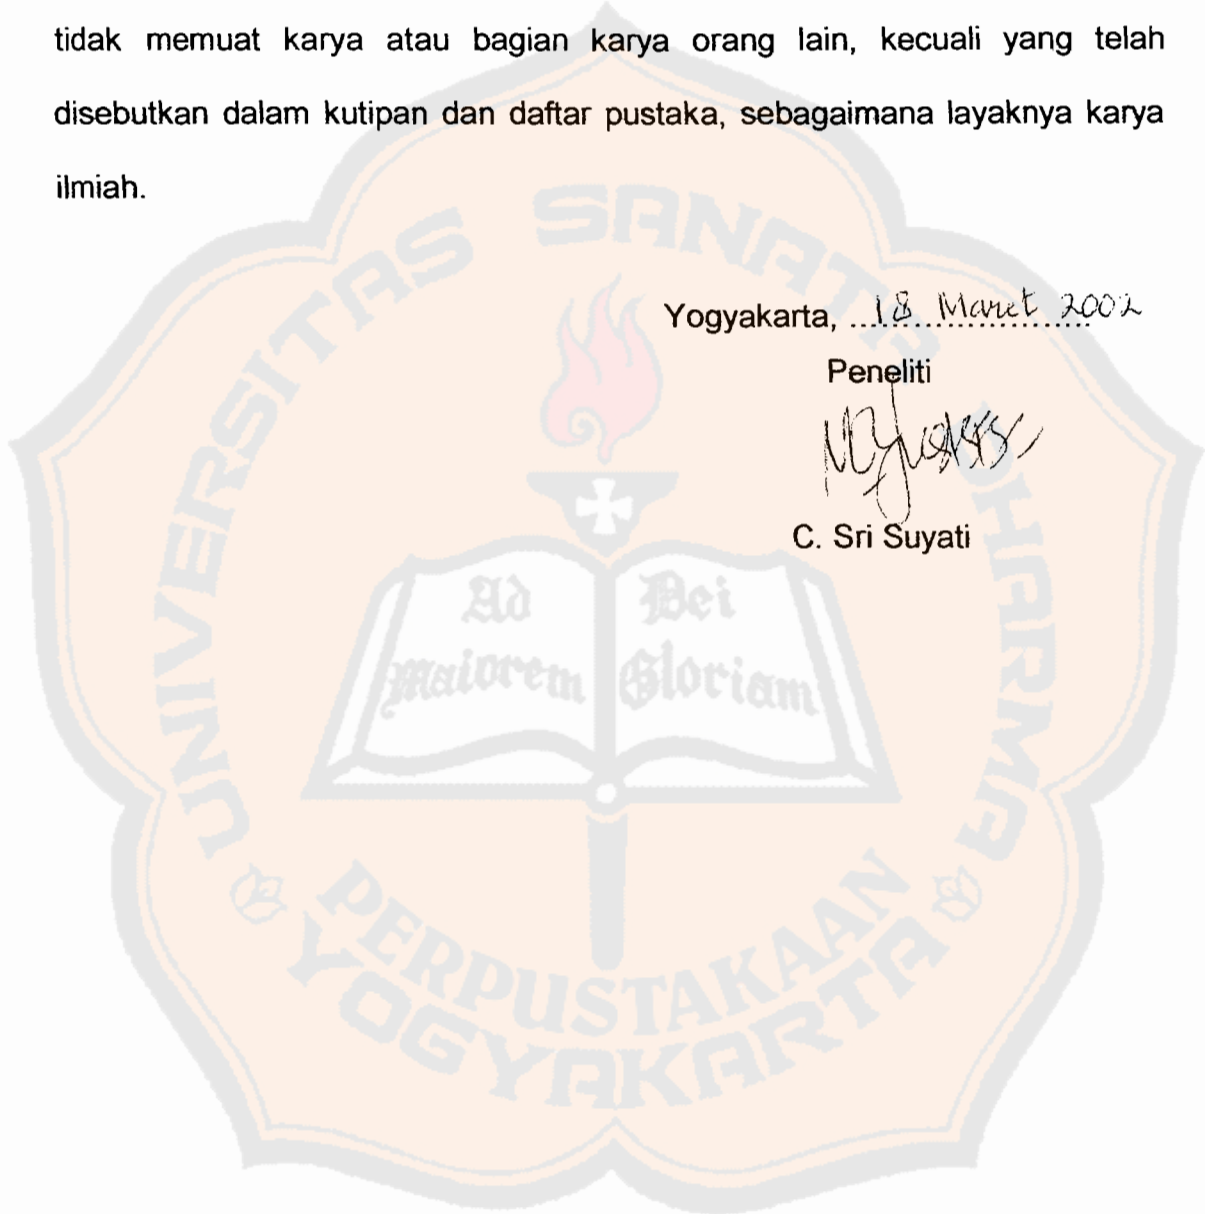 tidak memuat karya atau bagian karya orang lain, kecuali yang telah
disebutkan dalam kutipan dan daftar pustaka, sebagaimana layaknya karya
ilmiah.
Yogyakarta, 18 Maret 2002
Peneliti
C. Sri Suyati
UNIVERSITAS SANATA DHARMA
Ad Dei
maiorem Gloriam
PERPUSTAKAAN
YOGYAKARTA